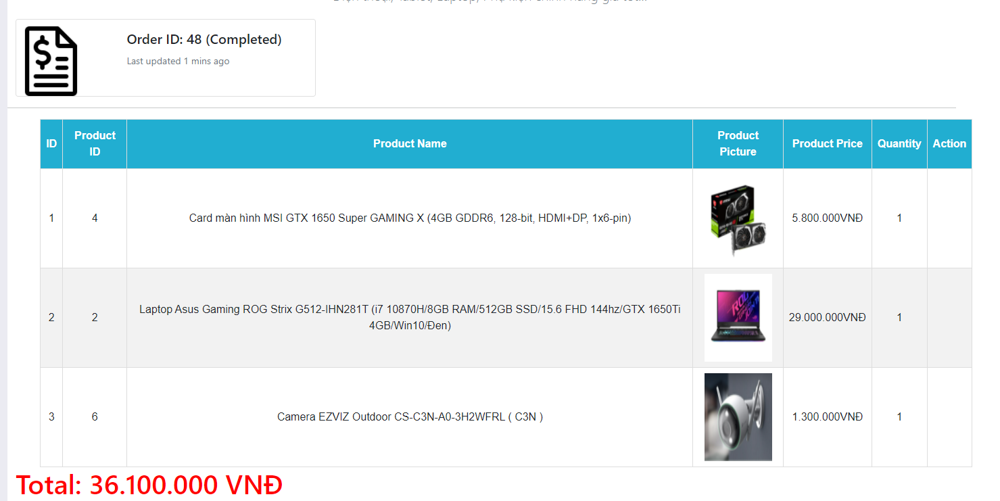 Order ID: 48 (Completed)
Last updated 1 mins ago
ID
Product ID
Product Name
Product Picture
Product Price
Quantity
Action
1
4
Card màn hình MSI GTX 1650 Super GAMING X (4GB GDDR6, 128-bit, HDMI+DP, 1x6-pin)
5.800.000VNĐ
1
2
2
Laptop Asus Gaming ROG Strix G512-IHN281T (i7 10870H/8GB RAM/512GB SSD/15.6 FHD 144hz/GTX 1650Ti
4GB/Win10/Đen)
29.000.000VNĐ
1
3
6
Camera EZVIZ Outdoor CS-C3N-A0-3H2WFRL ( C3N )
1.300.000VNĐ
1
Total: 36.100.000 VNĐ